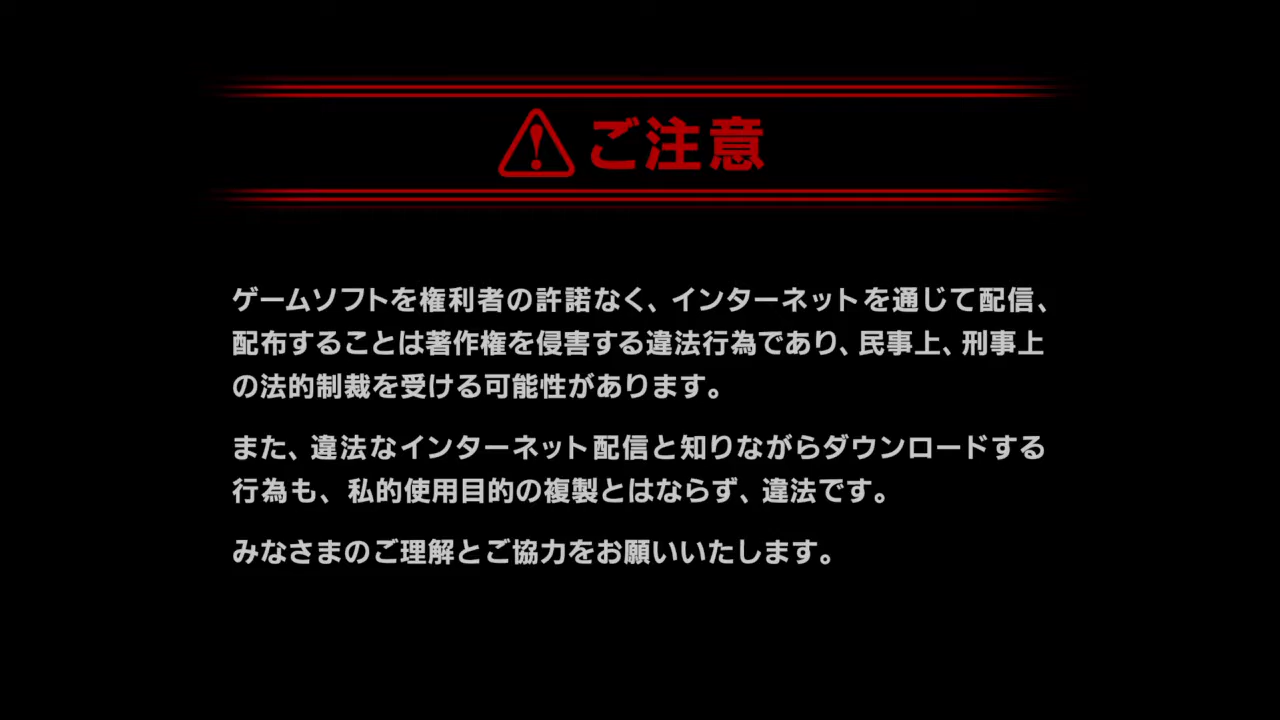 ご注意
ゲームソフトを権利者の許諾なく、インターネットを通じて配信、
配布することは著作権を侵害する違法行為であり、民事上、刑事上
の法的制裁を受ける可能性があります。
また、違法なインターネット配信と知りながらダウンロードする
行為も、私的使用目的の複製とはならず、違法です。
みなさまのご理解とご協力をお願いいたします。